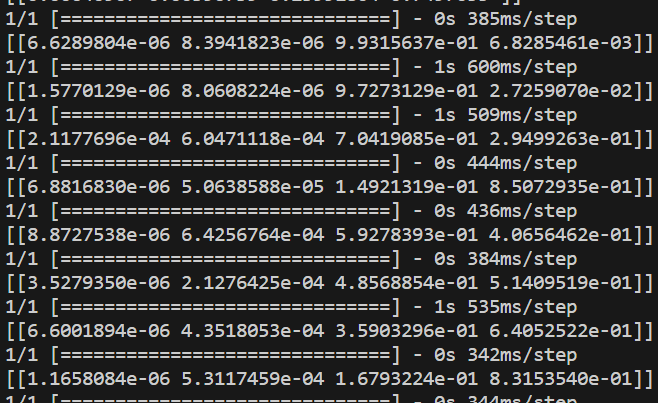 1/1 [==============================] - 0s 385ms/step
[[6.6289804e-06 8.3941823e-06 9.9315637e-01 6.8285461e-03]]
1/1 [==============================] - 1s 600ms/step
[[1.5770129e-06 8.0608224e-06 9.7273129e-01 2.7259070e-02]]
1/1 [==============================] - 1s 509ms/step
[[2.1177696e-04 6.0471118e-04 7.0419085e-01 2.9499263e-01]]
1/1 [==============================] - 0s 444ms/step
[[6.8816830e-06 5.0638588e-05 1.4921319e-01 8.5072935e-01]]
1/1 [==============================] - 0s 436ms/step
[[8.8727538e-06 6.4256764e-04 5.9278393e-01 4.0656462e-01]]
1/1 [==============================] - 0s 384ms/step
[[3.5279350e-06 2.1276425e-04 4.8568854e-01 5.1409519e-01]]
1/1 [==============================] - 1s 535ms/step
[[6.6001894e-06 4.3518053e-04 3.5903296e-01 6.4052522e-01]]
1/1 [==============================] - 0s 342ms/step
[[1.1658084e-06 5.3117459e-04 1.6793224e-01 8.3153540e-01]]
1/1 [==============================] - 0s 344ms/step